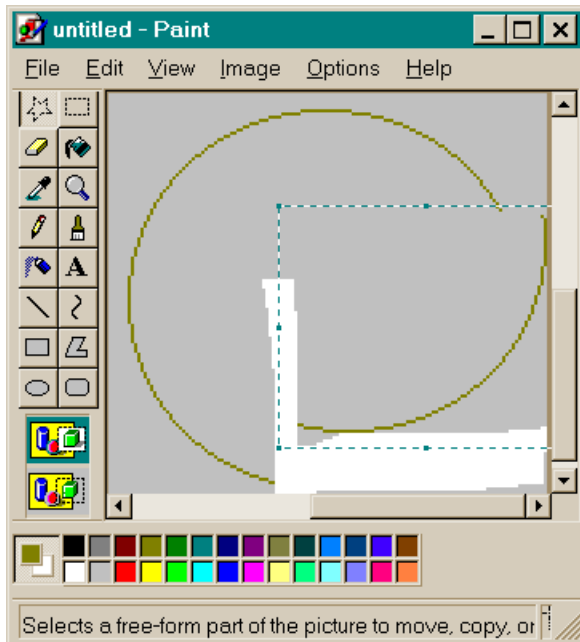 untitled - Paint
File Edit View Image Options Help
A
Selects a free-form part of the picture to move, copy, or